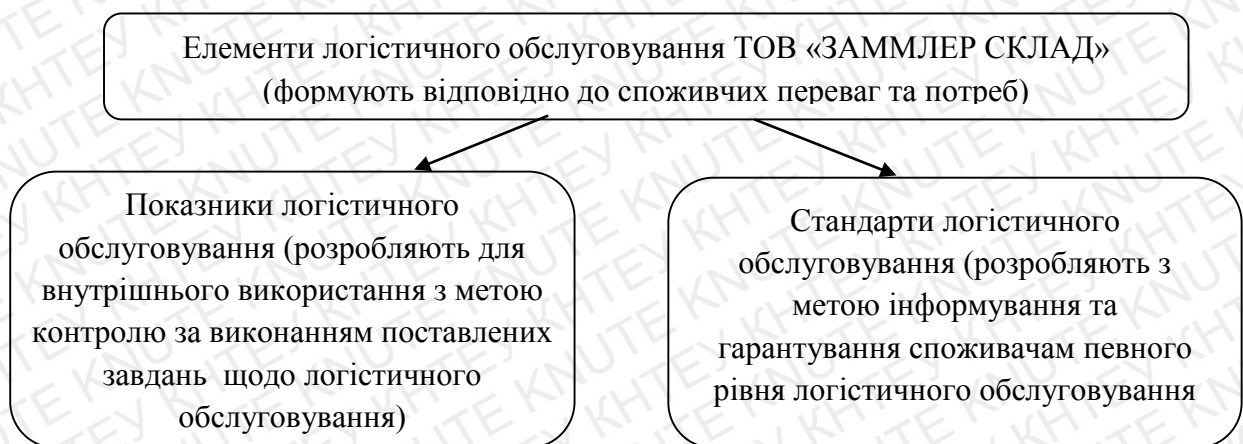 Елементи логістичного обслуговування ТОВ «ЗАММЛЕР СКЛАД»
(формують відповідно до споживчих переваг та потреб)
Показники логістичного
обслуговування (розробляють для
внутрішнього використання з метою
контролю за виконанням поставлених
завдань щодо логістичного
обслуговування)
Стандарти логістичного
обслуговування (розробляють з
метою інформування та
гарантування споживачам певного
рівня логістичного обслуговування